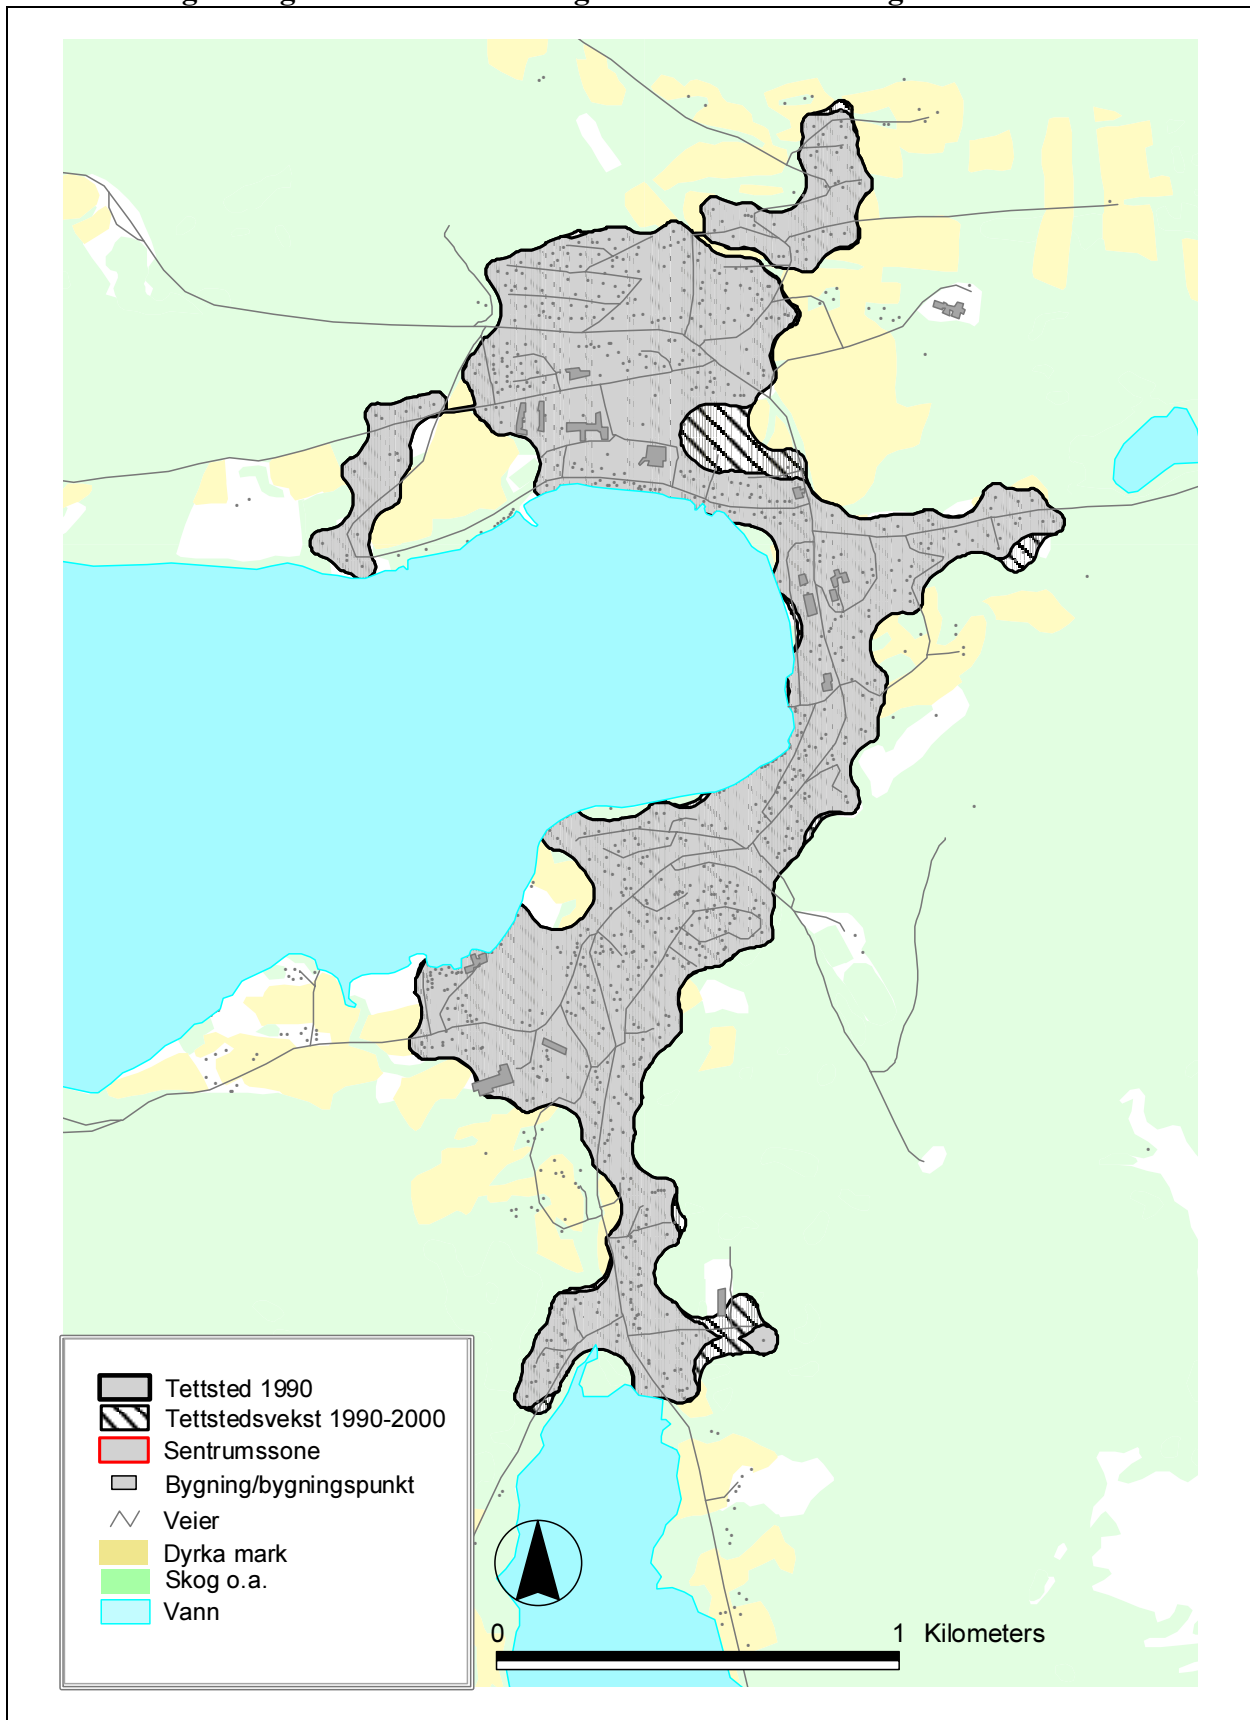 Tettsted 1990
Tettstedsvekst 1990-2000
Sentrumssone
Bygning/bygningspunkt
Veier
Dyrka mark
Skog o.a.
Vann
0 1 Kilometers